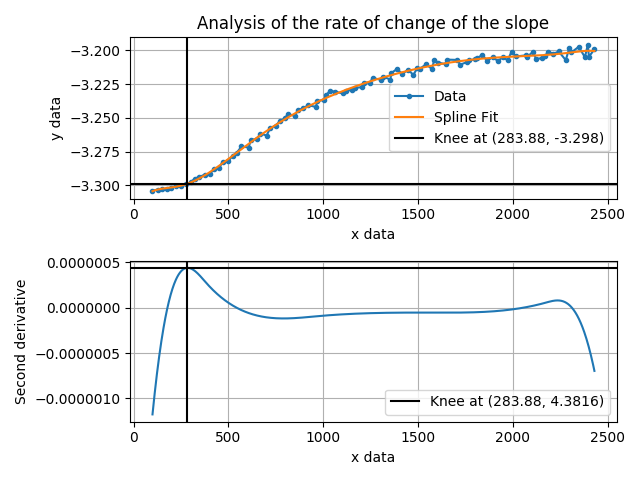 Analysis of the rate of change of the slope
−3.200
−3.225
−3.250
−3.275
−3.300
y data
Data
Spline Fit
Knee at (283.88, -3.298)
0
500
1000
1500
2000
2500
x data
0.0000005
0.0000000
−0.0000005
−0.0000010
Second derivative
Knee at (283.88, 4.3816)
0
500
1000
1500
2000
2500
x data